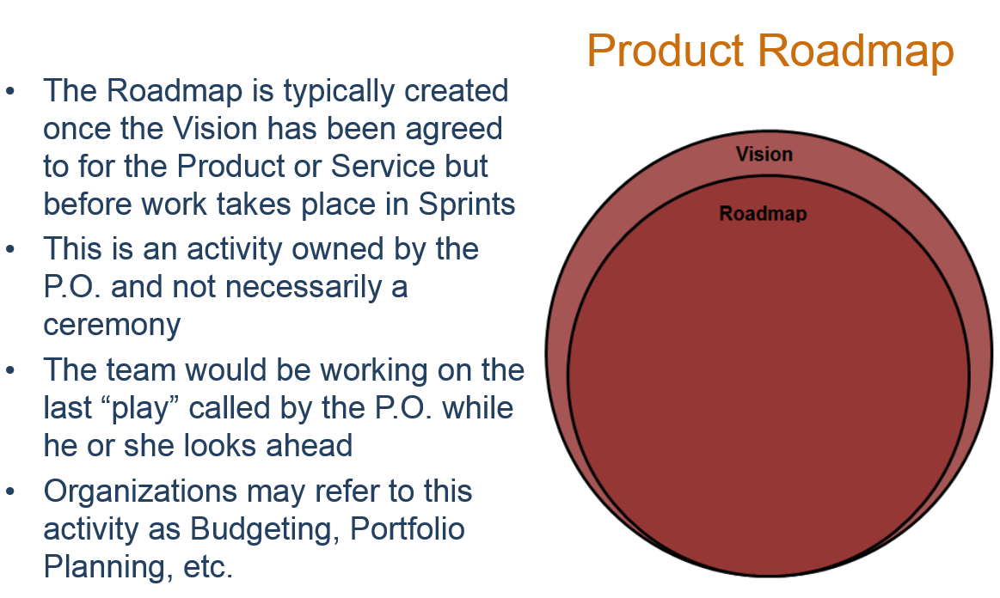 Product Roadmap
• The Roadmap is typically created
once the Vision has been agreed
to for the Product or Service but
before work takes place in Sprints
• This is an activity owned by the
P.O. and not necessarily a
ceremony
• The team would be working on the
last “play” called by the P.O. while
he or she looks ahead
• Organizations may refer to this
activity as Budgeting, Portfolio
Planning, etc.
Vision
Roadmap